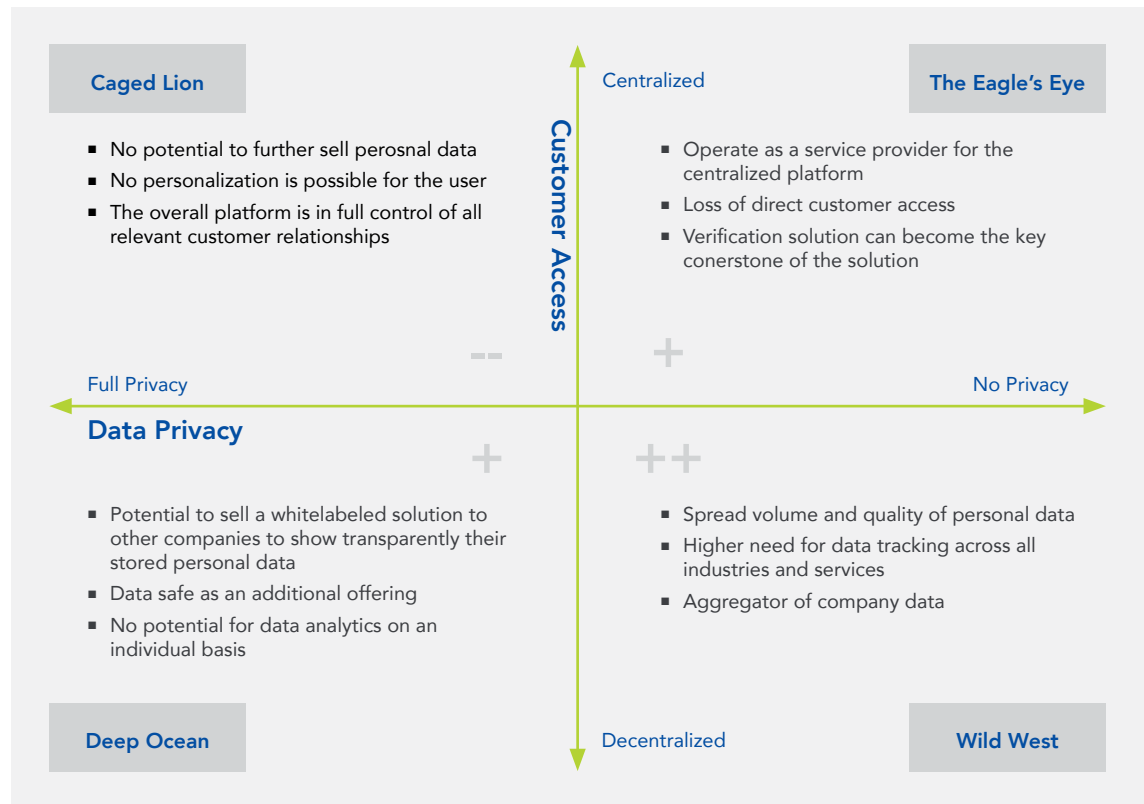 Caged Lion
■ No potential to further sell perosnal data
■ No personalization is possible for the user
■ The overall platform is in full control of all
relevant customer relationships
--
Centralized
Customer Access
The Eagle's Eye
■ Operate as a service provider for the
centralized platform
■ Loss of direct customer access
■ Verification solution can become the key
conerstone of the solution
+
Full Privacy
No Privacy
Data Privacy
+
■ Potential to sell a whitelabeled solution to
other companies to show transparently their
stored personal data
■ Data safe as an additional offering
■ No potential for data analytics on an
individual basis
Deep Ocean
++
■ Spread volume and quality of personal data
■ Higher need for data tracking across all
industries and services
■ Aggregator of company data
Decentralized
Wild West